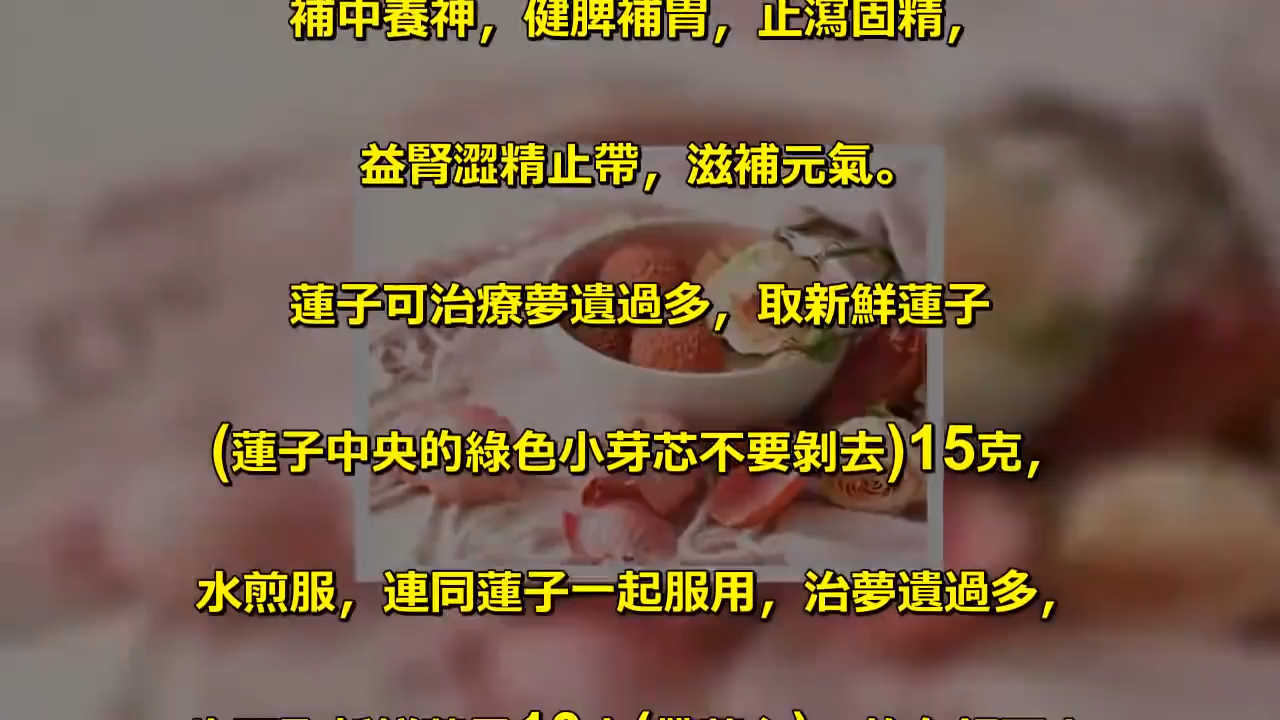 補中養神，健脾補胃，止瀉固精，
益腎澀精止帶，滋補元氣。
蓮子可治療夢遺過多，取新鮮蓮子
(蓮子中央的綠色小芽芯不要剝去)15克，
水煎服，連同蓮子一起服用，治夢遺過多，